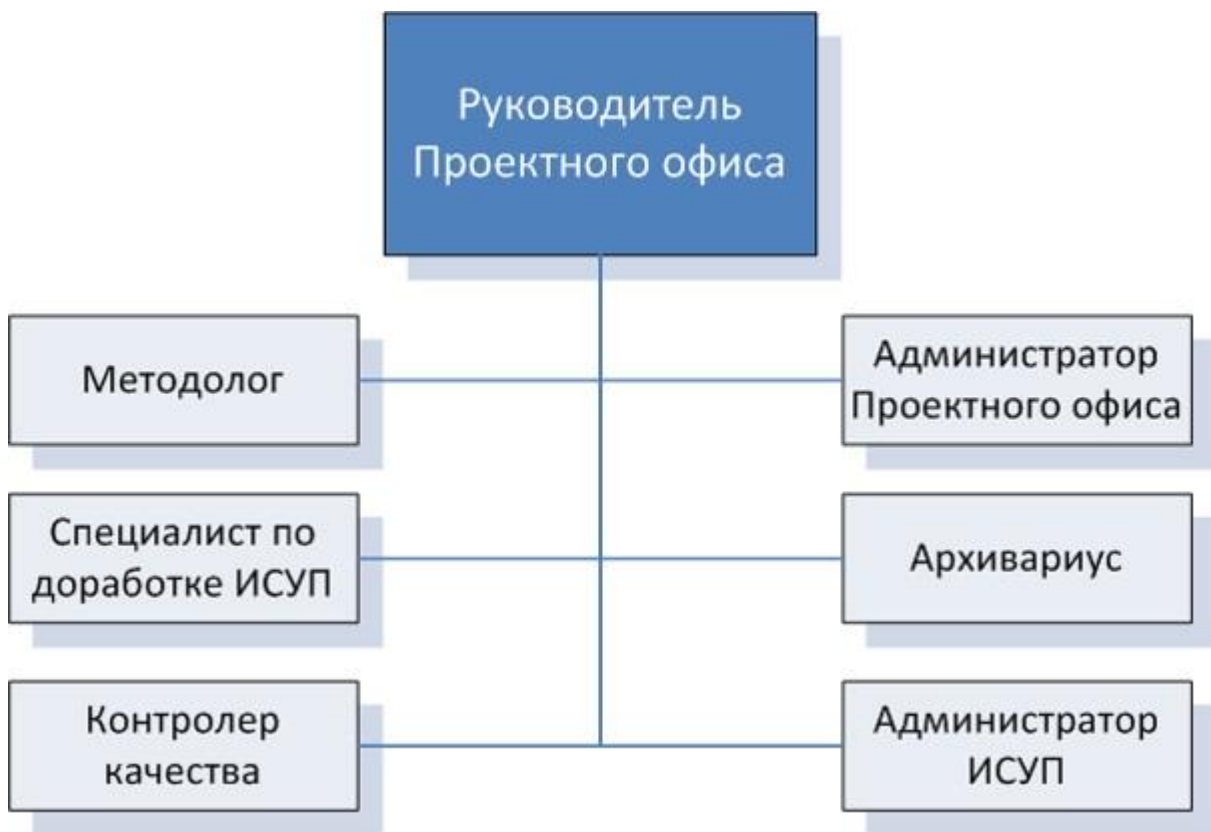 Руководитель
Проектного офиса
Методолог
Администратор
Проектного офиса
Специалист по
доработке ИСУП
Архивариус
Контролер
качества
Администратор
ИСУП